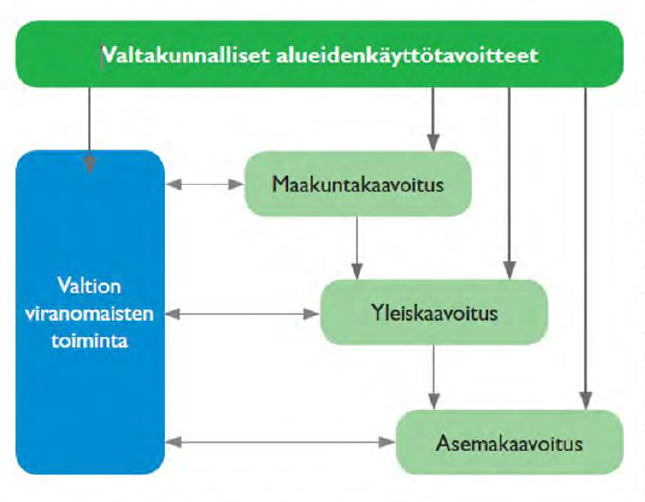 Valtakunnalliset alueidenkäyttötavoitteet
Maakuntakaavoitus
Valtion
viranomaisten
toiminta
Yleiskaavoitus
Asemakaavoitus